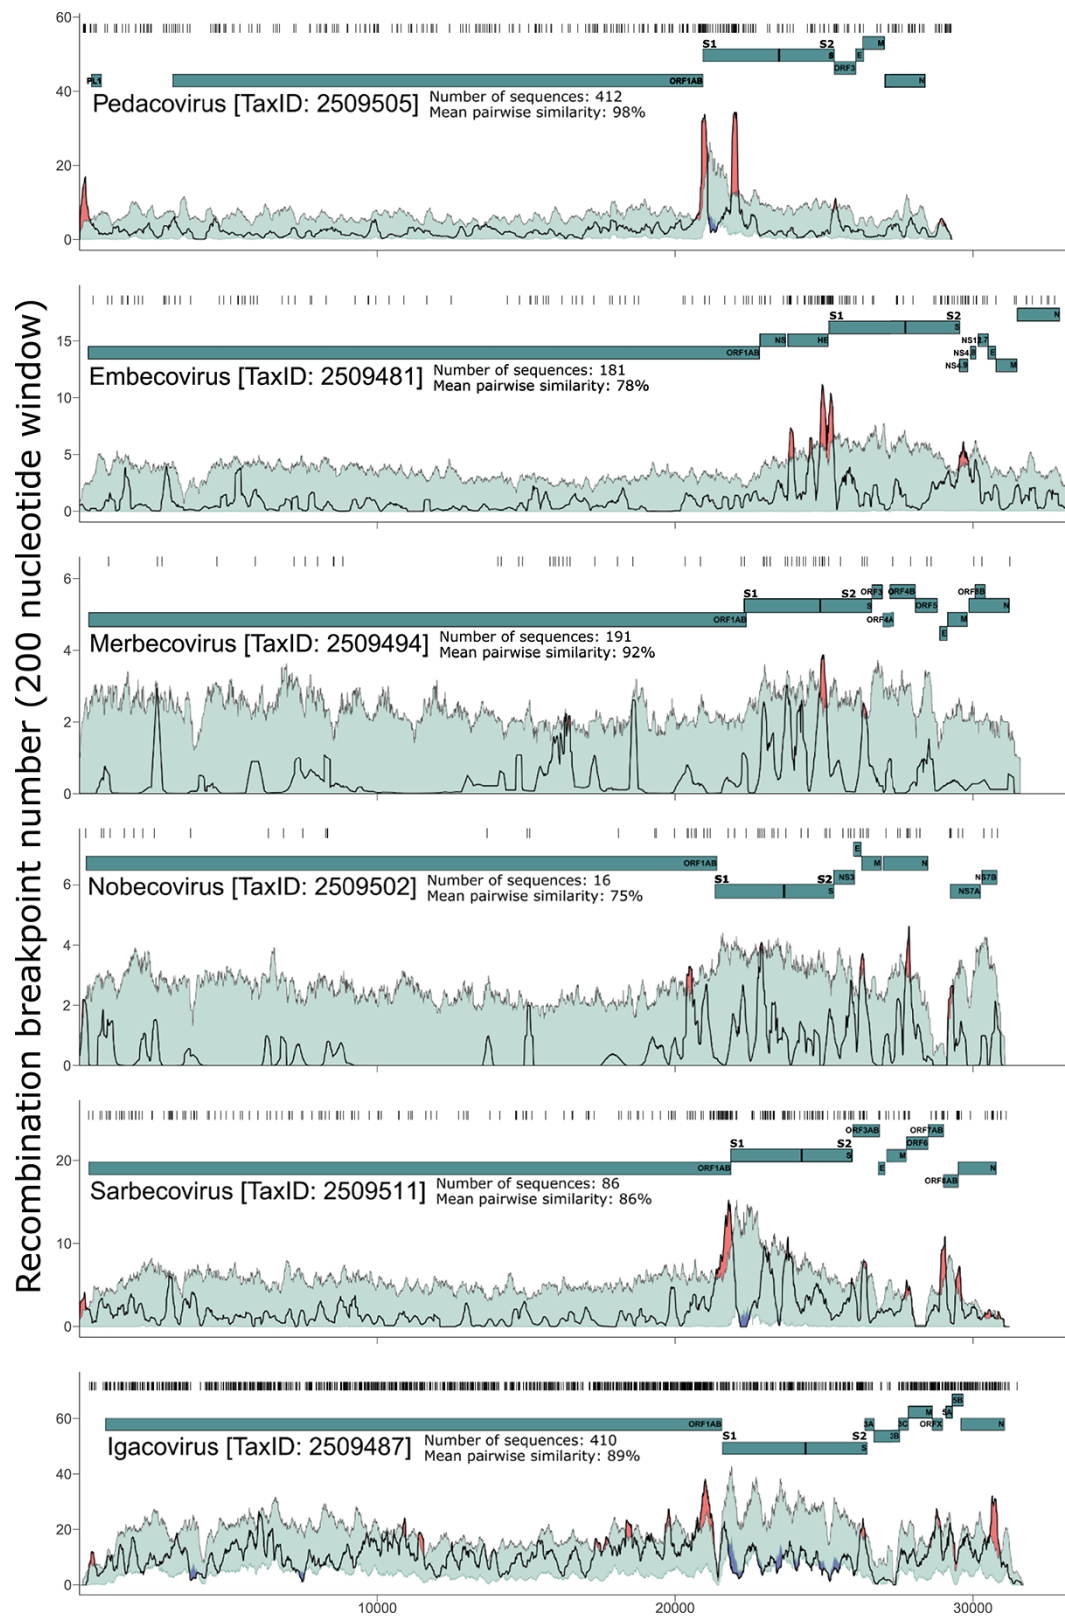 Recombination breakpoint number (200 nucleotide window)
60
40
20
0
S1
S2
M
E
S
ORF3
PL1
ORF1AB
N
Pedacovirus [TaxID: 2509505]
Number of sequences: 412
Mean pairwise similarity: 98%
15
10
5
0
N
S1
S2
S
NS
HE
NS12.7
ORF1AB
NS4.8
E
NS4.9
M
Embecovirus [TaxID: 2509481]
Number of sequences: 181
Mean pairwise similarity: 78%
6
4
2
0
ORF3
ORF4B
ORF8B
S1
S2
S
ORF5
N
ORF1AB
ORF4A
M
E
Merbecovirus [TaxID: 2509494]
Number of sequences: 191
Mean pairwise similarity: 92%
6
4
2
0
E
ORF1AB
M
N
S1
S2
NS3
NS7B
S
NS7A
Nobecovirus [TaxID: 2509502]
Number of sequences: 16
Mean pairwise similarity: 75%
20
10
0
ORF3AB
ORF7AB
S1
S2
ORF6
S
M
ORF1AB
E
N
ORF8AB
Sarbecovirus [TaxID: 2509511]
Number of sequences: 86
Mean pairwise similarity: 86%
60
40
20
0
5B
M
5A
ORF1AB
3A
3C
ORFX
N
S1
S2
3B
S
Igacovirus [TaxID: 2509487]
Number of sequences: 410
Mean pairwise similarity: 89%
10000
20000
30000